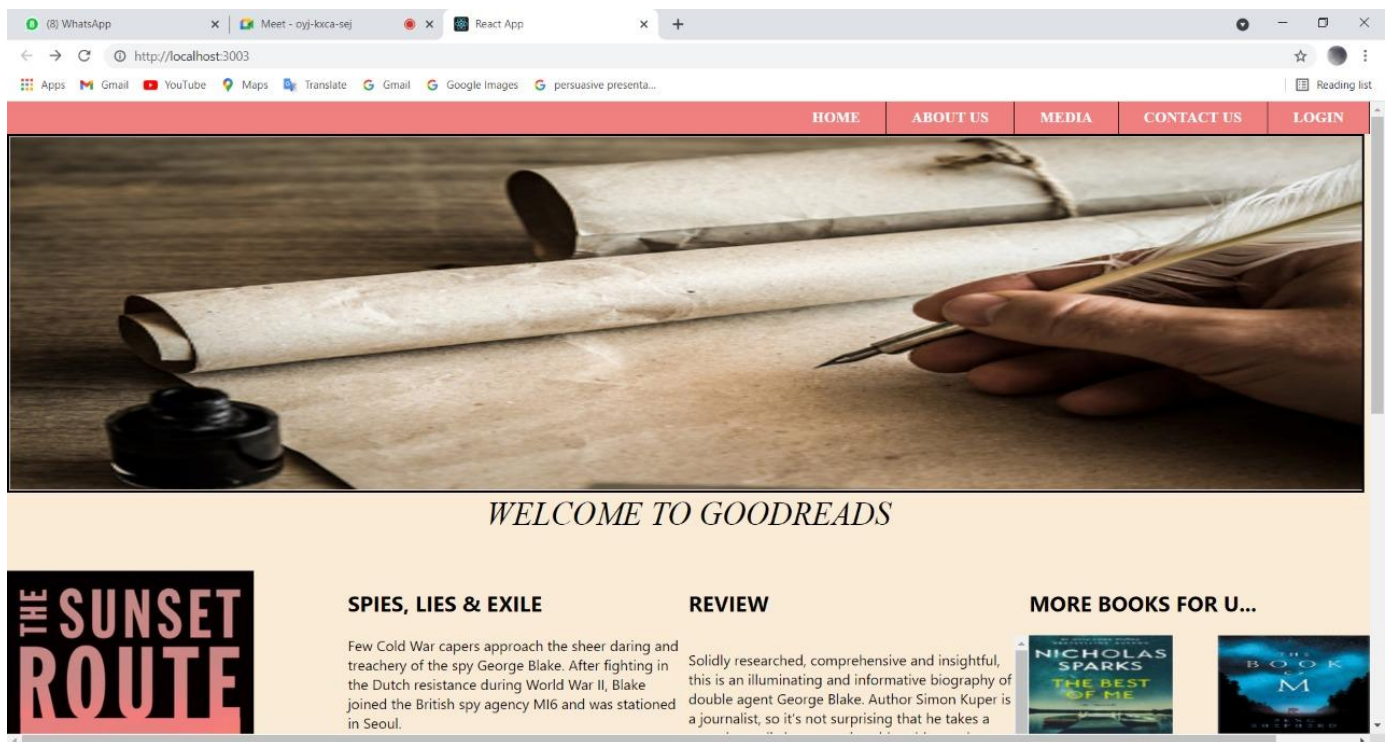 (8) WhatsApp
Meet - oyj-kxca-sej
React App
http://localhost:3003
Apps Gmail YouTube Maps Translate Gmail Google Images persuasive presenta...
Reading list
HOME ABOUT US MEDIA CONTACT US LOGIN
WELCOME TO GOODREADS
THE SUNSET
ROUTE
SPIES, LIES & EXILE
Few Cold War capers approach the sheer daring and
treachery of the spy George Blake. After fighting in
the Dutch resistance during World War II, Blake
joined the British spy agency MI6 and was stationed
in Seoul.
REVIEW
Solidly researched, comprehensive and insightful,
this is an illuminating and informative biography of
double agent George Blake. Author Simon Kuper is
a journalist, so it's not surprising that he takes a
MORE BOOKS FOR U...
NICHOLAS
SPARKS
THE BEST
OF ME
THE
BOOK
OF
M